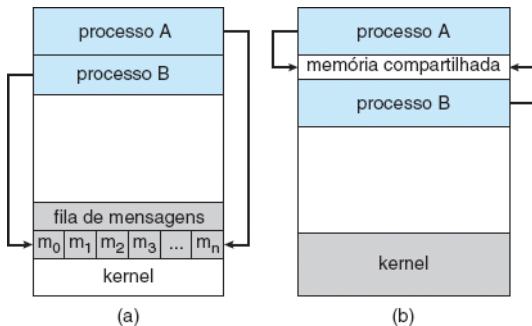 processo A
processo B
fila de mensagens
m0 m1 m2 m3 ... mn
kernel
(a)
processo A
memória compartilhada
processo B
kernel
(b)